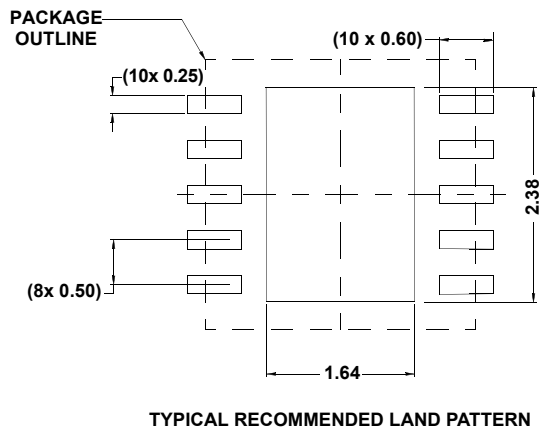 PACKAGE
OUTLINE
(10 x 0.60)
(10x 0.25)
2.38
(8x 0.50)
1.64
TYPICAL RECOMMENDED LAND PATTERN